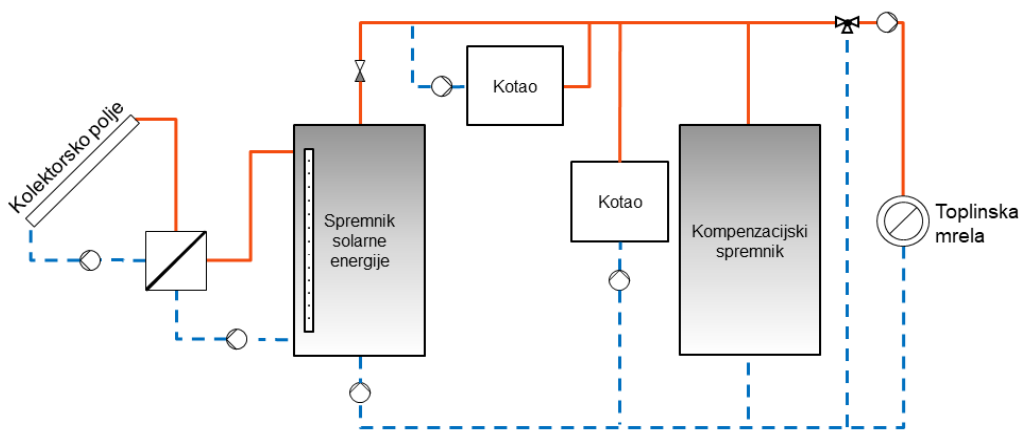 Kotao
Kolektorsko polje
Spremnik
solarne
energije
Kotao
Kompenzacijski
spremnik
Toplinska
mrela